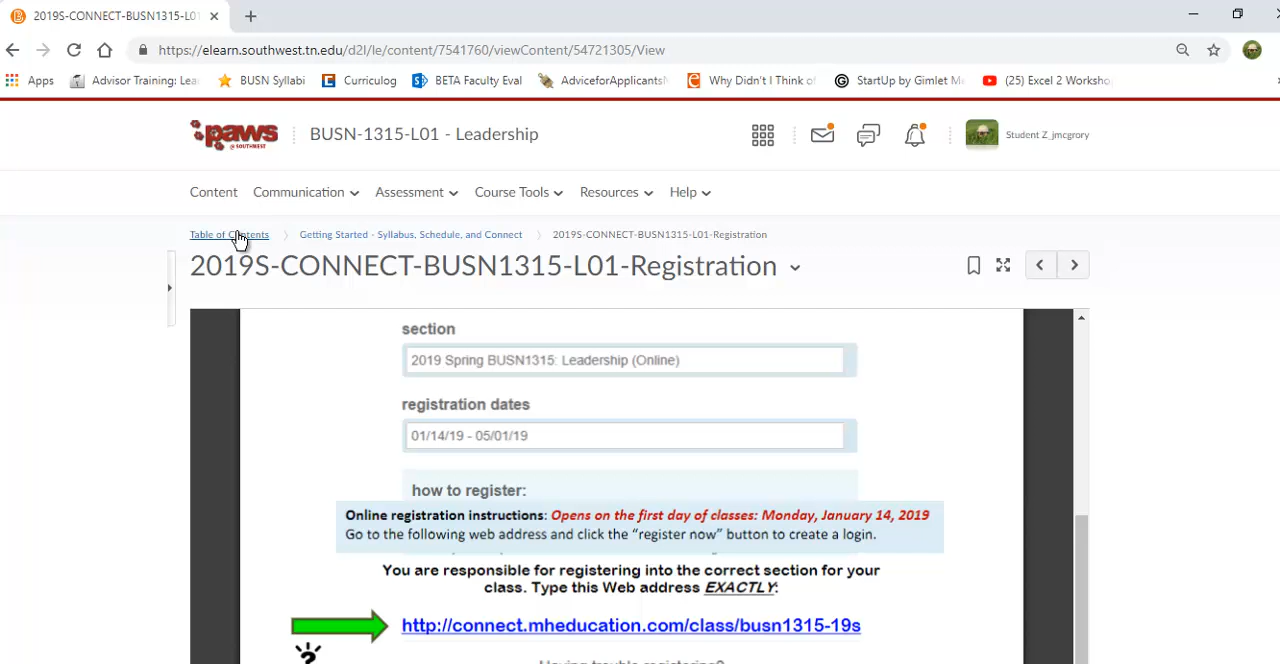 2019S-CONNECT-BUSN1315-L01
https://elearn.southwest.tn.edu/d2l/le/content/7541760/viewContent/54721305/View
Apps Advisor Training: Lea BUSN Syllabi Curriculog BETA Faculty Eval AdviceforApplicants Why Didn't I Think of StartUp by Gimlet Me (25) Excel 2 Worksho
paws @ SOUTHWEST BUSN-1315-L01 - Leadership Student Z_jmcgrory
Content Communication Assessment Course Tools Resources Help
Table of Contents Getting Started - Syllabus, Schedule, and Connect 2019S-CONNECT-BUSN1315-L01-Registration
2019S-CONNECT-BUSN1315-L01-Registration
section
2019 Spring BUSN1315: Leadership (Online)
registration dates
01/14/19 - 05/01/19
how to register:
Online registration instructions: Opens on the first day of classes: Monday, January 14, 2019
Go to the following web address and click the “register now” button to create a login.
You are responsible for registering into the correct section for your
class. Type this Web address EXACTLY:
http://connect.mheducation.com/class/busn1315-19s
Having trouble registering?